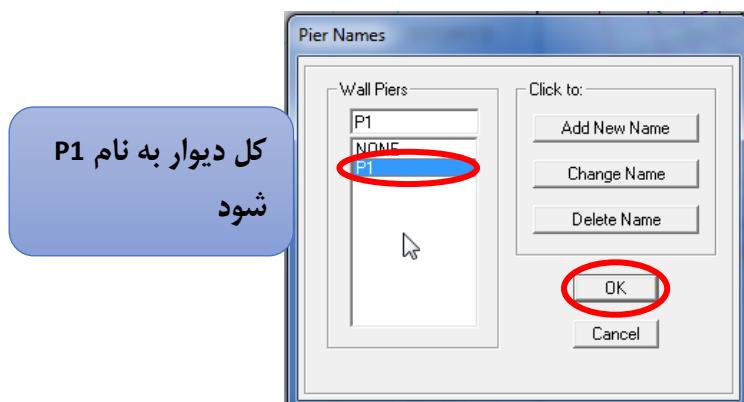 Pier Names
Wall Piers
P1
NONE
P1
Click to:
Add New Name
Change Name
Delete Name
OK
Cancel
کل دیوار به نام P1
شود